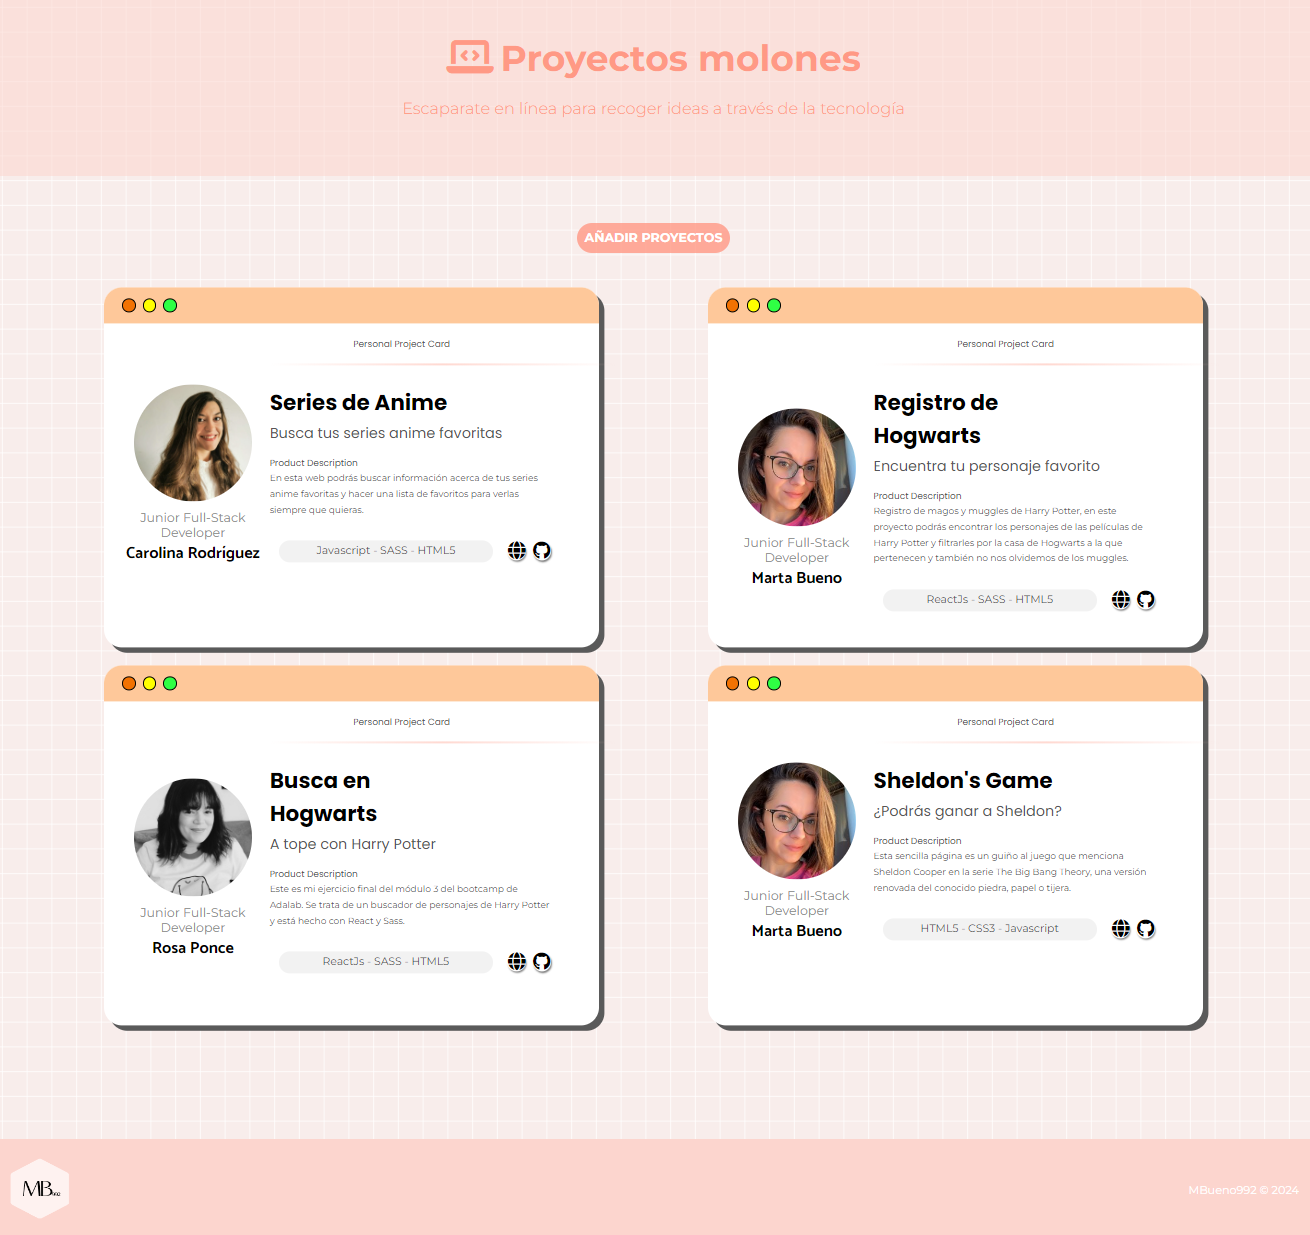 Proyectos molones
Escaparate en línea para recoger ideas a través de la tecnología
AÑADIR PROYECTOS
Personal Project Card
Series de Anime
Busca tus series anime favoritas
Product Description
En esta web podrás buscar información acerca de tus series
anime favoritas y hacer una lista de favoritos para verlas
siempre que quieras.
Junior Full-Stack
Developer
Carolina Rodríguez
Javascript - SASS - HTML5
Personal Project Card
Registro de
Hogwarts
Encuentra tu personaje favorito
Product Description
Registro de magos y muggles de Harry Potter, en este
proyecto podrás encontrar los personajes de las películas de
Harry Potter y filtrarles por la casa de Hogwarts a la que
pertenecen y también no nos olvidemos de los muggles.
Junior Full-Stack
Developer
Marta Bueno
ReactJs - SASS - HTML5
Personal Project Card
Busca en
Hogwarts
A tope con Harry Potter
Product Description
Este es mi ejercicio final del módulo 3 del bootcamp de
Adalab. Se trata de un buscador de personajes de Harry Potter
y está hecho con React y Sass.
Junior Full-Stack
Developer
Rosa Ponce
ReactJs - SASS - HTML5
Personal Project Card
Sheldon's Game
¿Podrás ganar a Sheldon?
Product Description
Esta sencilla página es un guiño al juego que menciona
Sheldon Cooper en la serie The Big Bang Theory, una versión
renovada del conocido piedra, papel o tijera.
Junior Full-Stack
Developer
Marta Bueno
HTML5 - CSS3 - Javascript
MB992
MBueno992 © 2024